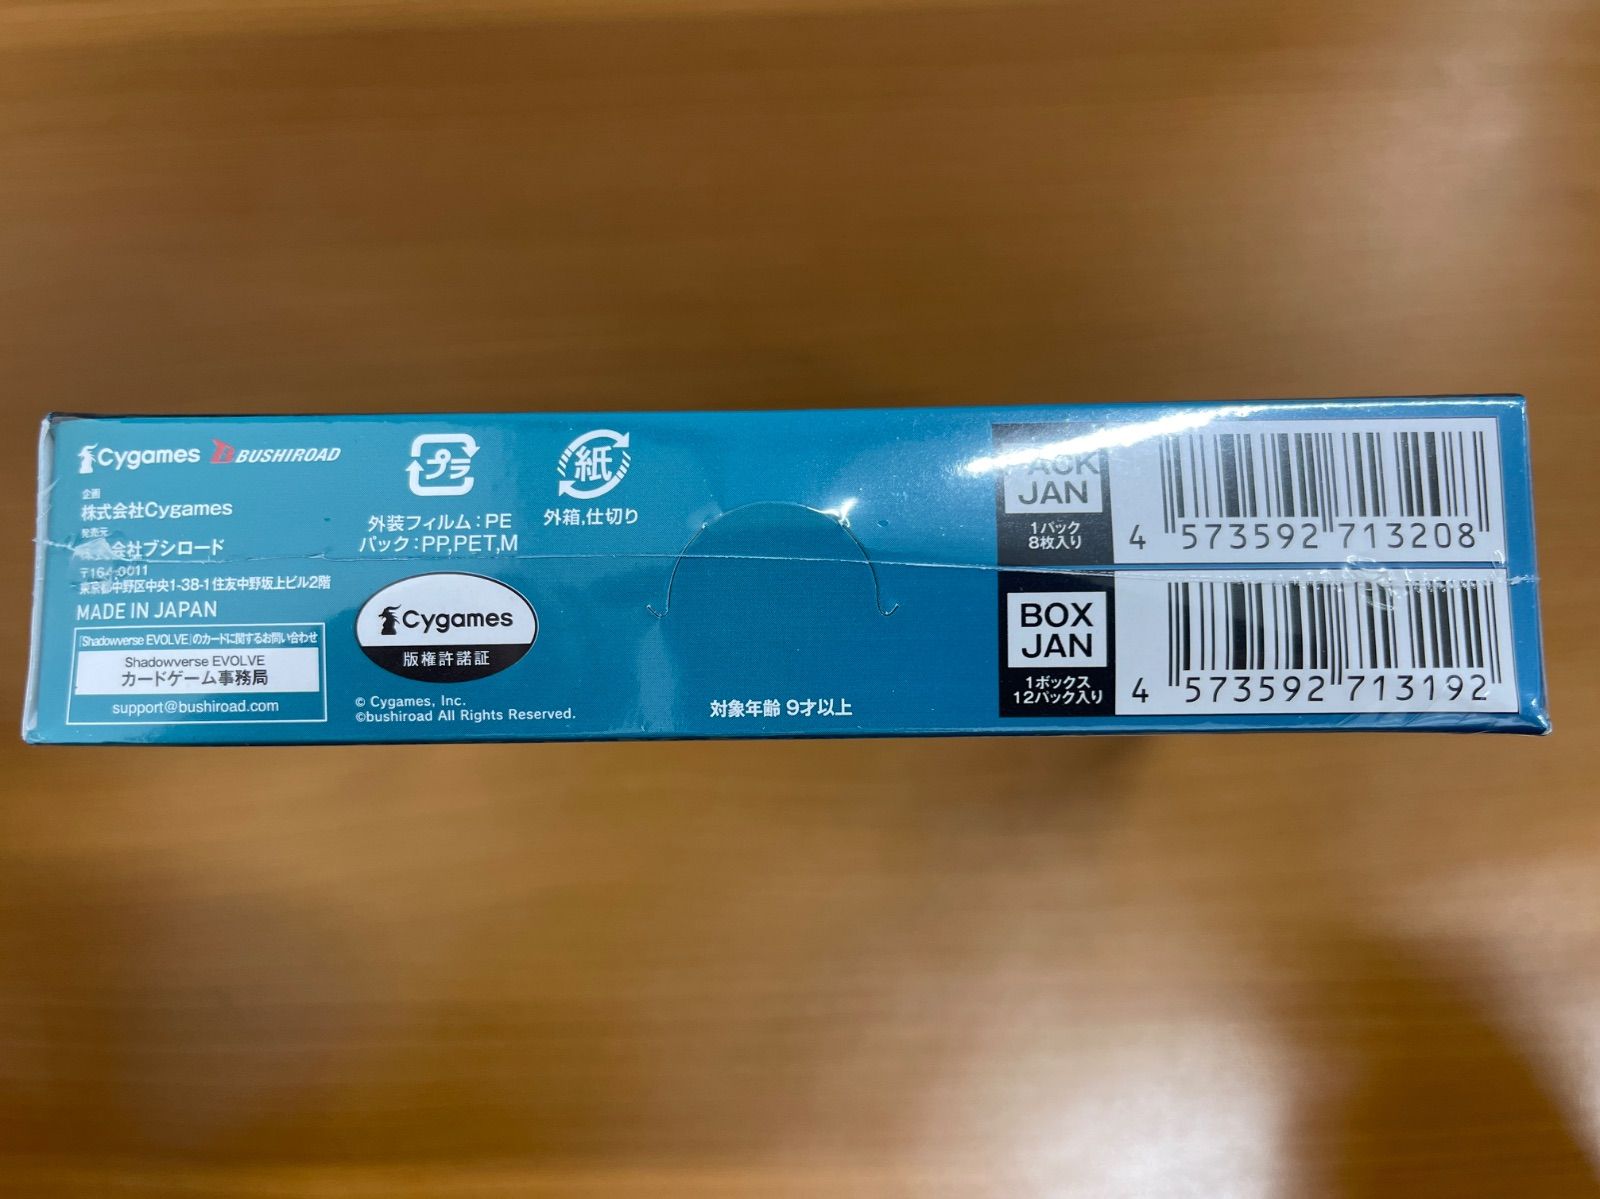 Cygames BUSHIROAD
企画
株式会社Cygames
発売元
株式会社ブシロード
〒164-0011
東京都中野区中央1-38-1住友中野坂上ビル2階
MADE IN JAPAN
「Shadowverse EVOLVE」のカードに関するお問い合わせ
Shadowverse EVOLVE
カードゲーム事務局
support@bushiroad.com
プラ
外装フィルム:PE
パック:PP,PET,M
紙
外箱,仕切り
Cygames
版権許諾証
© Cygames, Inc.
©bushiroad All Rights Reserved.
対象年齢 9才以上
PACK
JAN
1パック
8枚入り
4 573592 713208
BOX
JAN
1ボックス
12パック入り
4 573592 713192